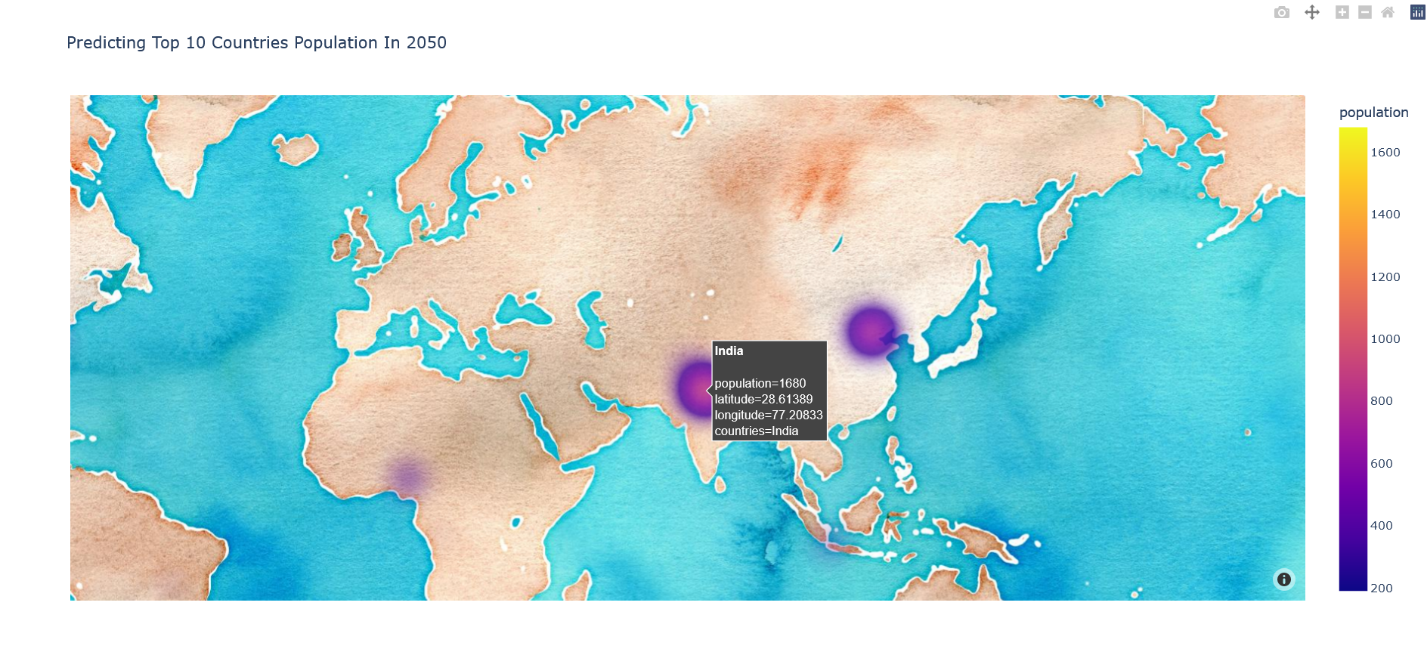 Predicting Top 10 Countries Population In 2050
population
1600
1400
1200
1000
800
600
400
200
India
population=1680
latitude=28.61389
longitude=77.20833
countries=India